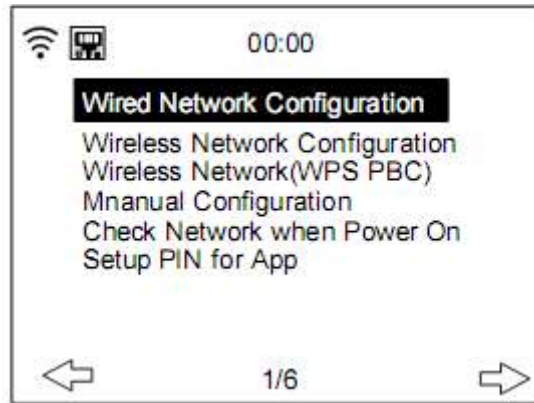 00:00
Wired Network Configuration
Wireless Network Configuration
Wireless Network(WPS PBC)
Mnanual Configuration
Check Network when Power On
Setup PIN for App
1/6